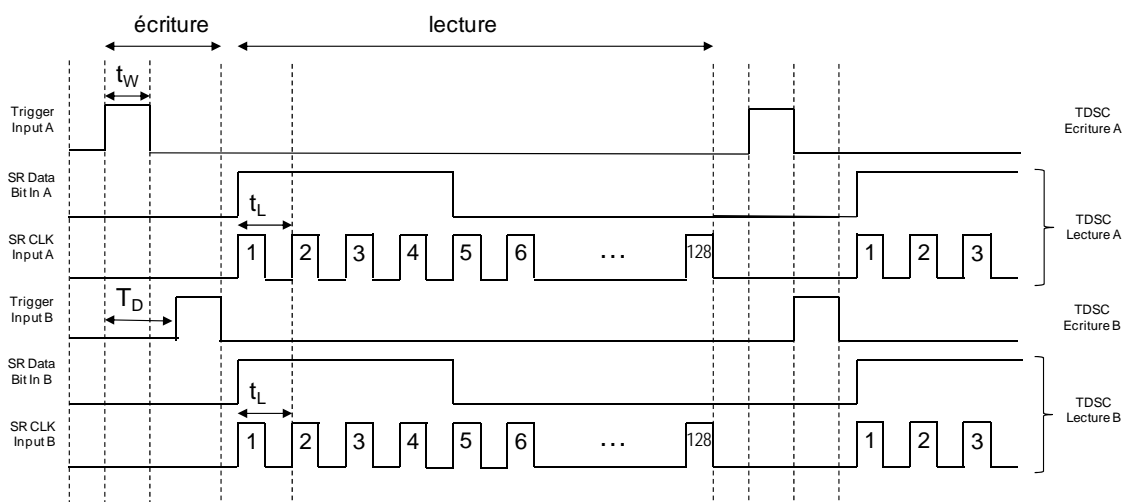 écriture
lecture
tW
Trigger
Input A
TDSC
Ecriture A
SR Data
Bit In A
tL
SR CLK
Input A
1 2 3 4 5 6 ... 128 1 2 3
TDSC
Lecture A
TD
Trigger
Input B
TDSC
Ecriture B
SR Data
Bit In B
tL
SR CLK
Input B
1 2 3 4 5 6 ... 128 1 2 3
TDSC
Lecture B